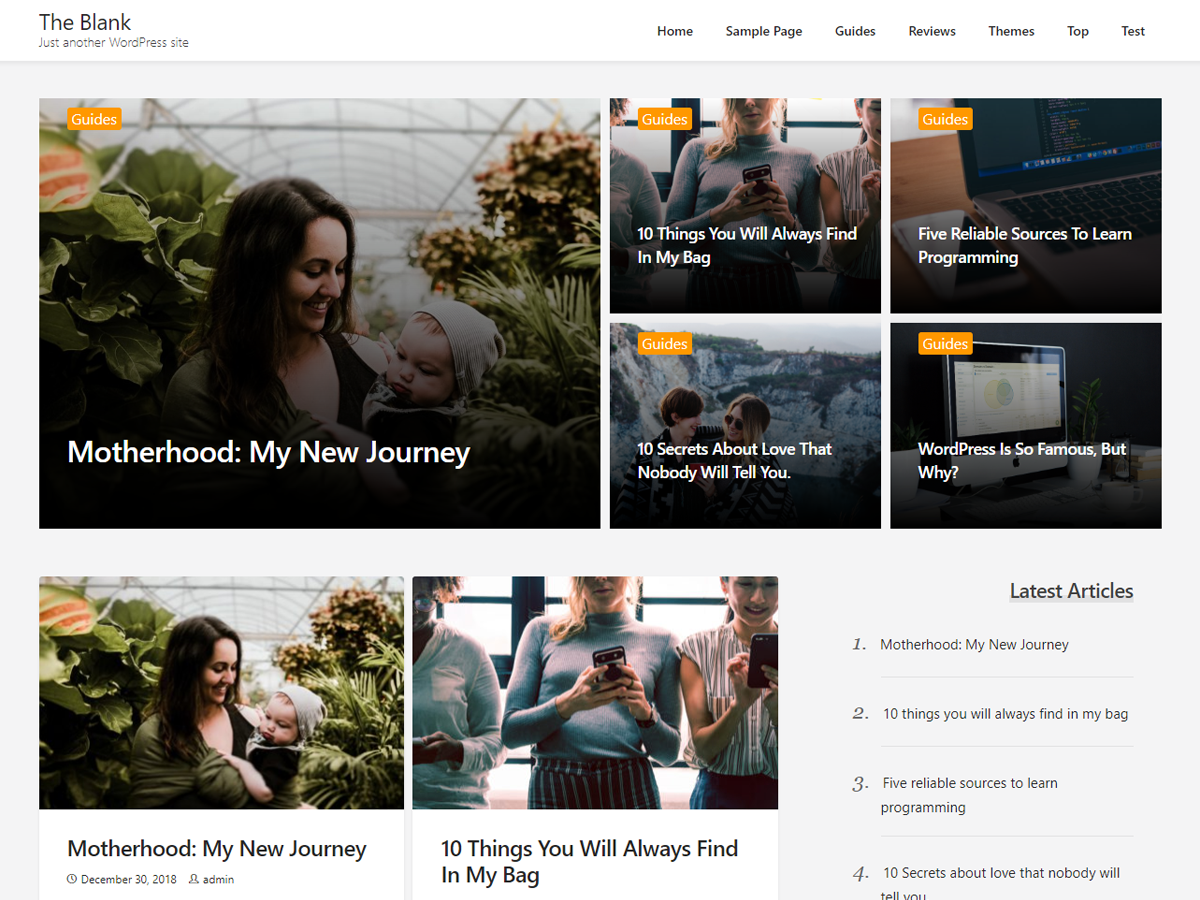 The Blank
Just another WordPress site
Home Sample Page Guides Reviews Themes Top Test
Guides
Motherhood: My New Journey
Guides
10 Things You Will Always Find
In My Bag
Guides
Five Reliable Sources To Learn
Programming
Guides
10 Secrets About Love That
Nobody Will Tell You.
Guides
WordPress Is So Famous, But
Why?
Motherhood: My New Journey
December 30, 2018 admin
10 Things You Will Always Find
In My Bag
Latest Articles
1. Motherhood: My New Journey
2. 10 things you will always find in my bag
3. Five reliable sources to learn
programming
4. 10 Secrets about love that nobody will
tell you